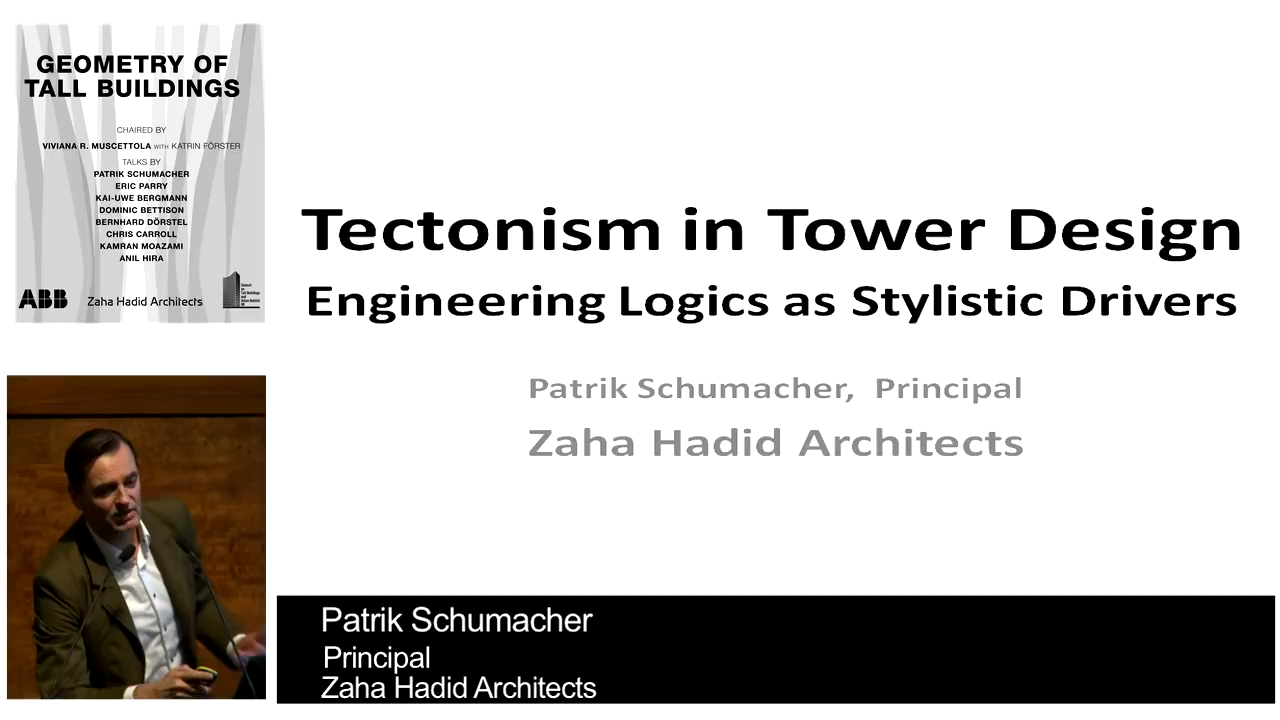 GEOMETRY OF
TALL BUILDINGS
CHAIRED BY
VIVIANA R. MUSCETTOLA WITH KATRIN FÖRSTER
TALKS BY
PATRIK SCHUMACHER
ERIC PARRY
KAI-UWE BERGMANN
DOMINIC BETTISON
BERNHARD DÖRSTEL
CHRIS CARROLL
KAMRAN MOAZAMI
ANIL HIRA
ABB
Zaha Hadid Architects
Tectonism in Tower Design
Engineering Logics as Stylistic Drivers
Patrik Schumacher, Principal
Zaha Hadid Architects
Patrik Schumacher
Principal
Zaha Hadid Architects